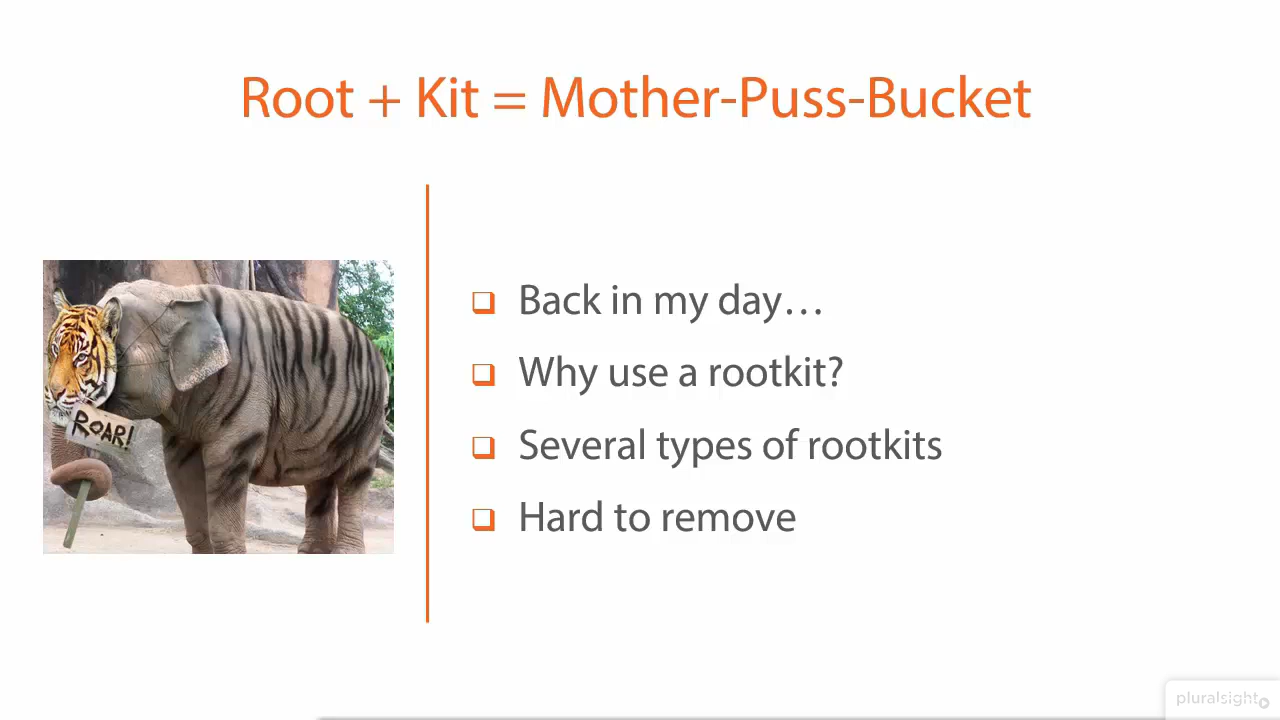 Root + Kit = Mother-Puss-Bucket
ROAR!
Back in my day…
Why use a rootkit?
Several types of rootkits
Hard to remove
pluralsight